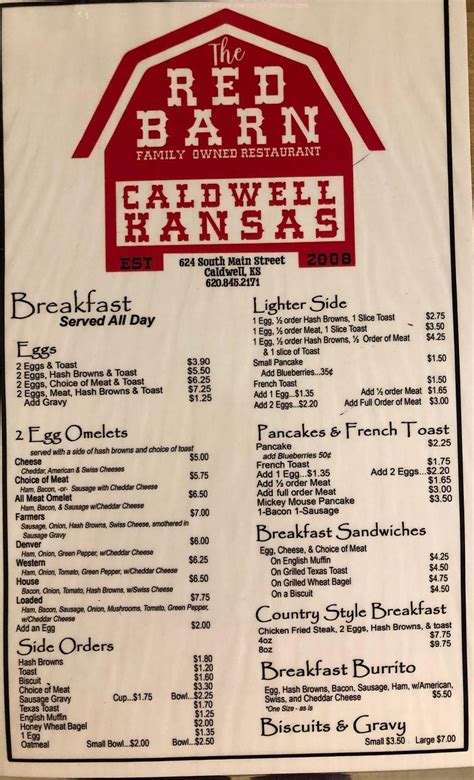 The
RED
BARN
FAMILY OWNED RESTAURANT
CALDWELL
KANSAS
EST. 2008
624 South Main Street
Caldwell, KS
620.845.2171
Breakfast
Served All Day
Eggs
2 Eggs & Toast $3.90
2 Eggs, Hash Browns & Toast $5.50
2 Eggs, Choice of Meat & Toast $6.25
2 Eggs, Meat, Hash Browns & Toast $7.25
Add Gravy $1.25
2 Egg Omelets
served with a side of hash browns and choice of toast
Cheese $5.00
Cheddar, American & Swiss Cheeses
Choice of Meat $5.75
Ham, Bacon, -or- Sausage with Cheddar Cheese
All Meat Omelet $6.50
Ham, Bacon, & Sausage w/Cheddar Cheese
Farmers $7.00
Sausage, Onion, Hash Browns, Swiss Cheese, smothered in
Sausage Gravy
Denver $6.00
Ham, Onion, Green Pepper, w/Cheddar Cheese
Western $6.25
Ham, Onion, Tomato, Green Pepper, w/Cheddar Cheese
House $6.50
Bacon, Onion, Tomato, Hash Browns, w/Swiss Cheese
Loaded $7.75
Ham, Bacon, Sausage, Onion, Mushrooms, Tomato, Green Pepper,
w/Cheddar Cheese
Add an Egg $2.00
Side Orders
Hash Browns $1.80
Toast $1.20
Biscuit $1.60
Choice of Meat $3.30
Sausage Gravy Cup...$1.75 Bowl...$2.25
Texas Toast $1.70
English Muffin $1.25
Honey Wheat Bagel $2.00
1 Egg $1.35
Oatmeal Small Bowl...$2.00 Bowl...$2.50
Lighter Side
1 Egg, ½ order Hash Browns, 1 Slice Toast $2.75
1 Egg, ½ order Meat, 1 Slice Toast $3.50
1 Egg, ½ order Hash Browns, ½ Order of Meat $4.25
& 1 slice of Toast
Small Pancake $1.50
Add Blueberries...35¢
French Toast $1.50
Add 1 Egg...$1.35 Add ½ order Meat $1.65
Add 2 Eggs...$2.20 Add Full Order of Meat $3.00
Pancakes & French Toast
Pancake $2.25
add Blueberries 50¢
French Toast $1.75
Add 1 Egg...$1.35 Add 2 Eggs...$2.20
Add ½ order Meat $1.65
Add full order Meat $3.00
Mickey Mouse Pancake $3.50
1-Bacon 1-Sausage
Breakfast Sandwiches
Egg, Cheese, & Choice of Meat
On English Muffin $4.25
On Grilled Texas Toast $4.50
On Grilled Wheat Bagel $4.75
On a Biscuit $4.50
Country Style Breakfast
Chicken Fried Steak, 2 Eggs, Hash Browns, & toast
4oz $7.75
8oz $9.75
Breakfast Burrito
Egg, Hash Browns, Bacon, Sausage, Ham, w/American,
Swiss, and Cheddar Cheese $5.50
*One Size - as is
Biscuits & Gravy
Small $3.50 Large $7.00